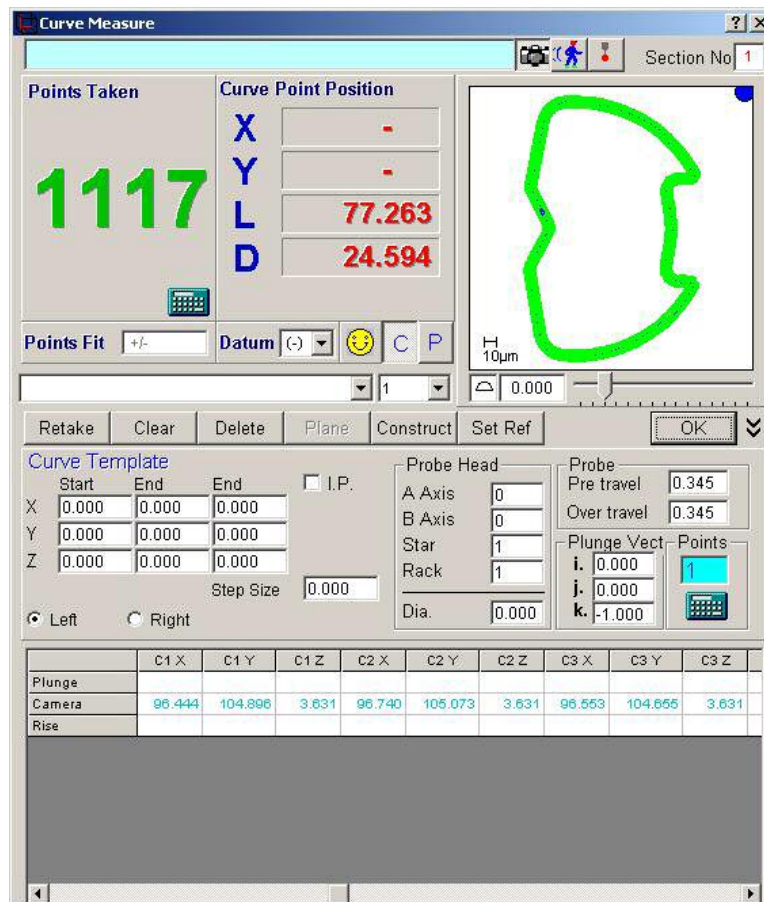 Curve Measure
Section No 1
Points Taken
1117
Curve Point Position
X -
Y -
L 77.263
D 24.594
10µm
Points Fit +/-
Datum (-) C P
1
0.000
Retake Clear Delete Plane Construct Set Ref OK
Curve Template
Start End End I.P.
X 0.000 0.000 0.000
Y 0.000 0.000 0.000
Z 0.000 0.000 0.000
Step Size 0.000
Left Right
Probe Head
A Axis 0
B Axis 0
Star 1
Rack 1
Dia. 0.000
Probe
Pre travel 0.345
Over travel 0.345
Plunge Vect
i. 0.000
j. 0.000
k. -1.000
Points
1
C1 X C1 Y C1 Z C2 X C2 Y C2 Z C3 X C3 Y C3 Z
Plunge
Camera 96.444 104.896 3.631 96.740 105.073 3.631 96.553 104.655 3.631
Rise